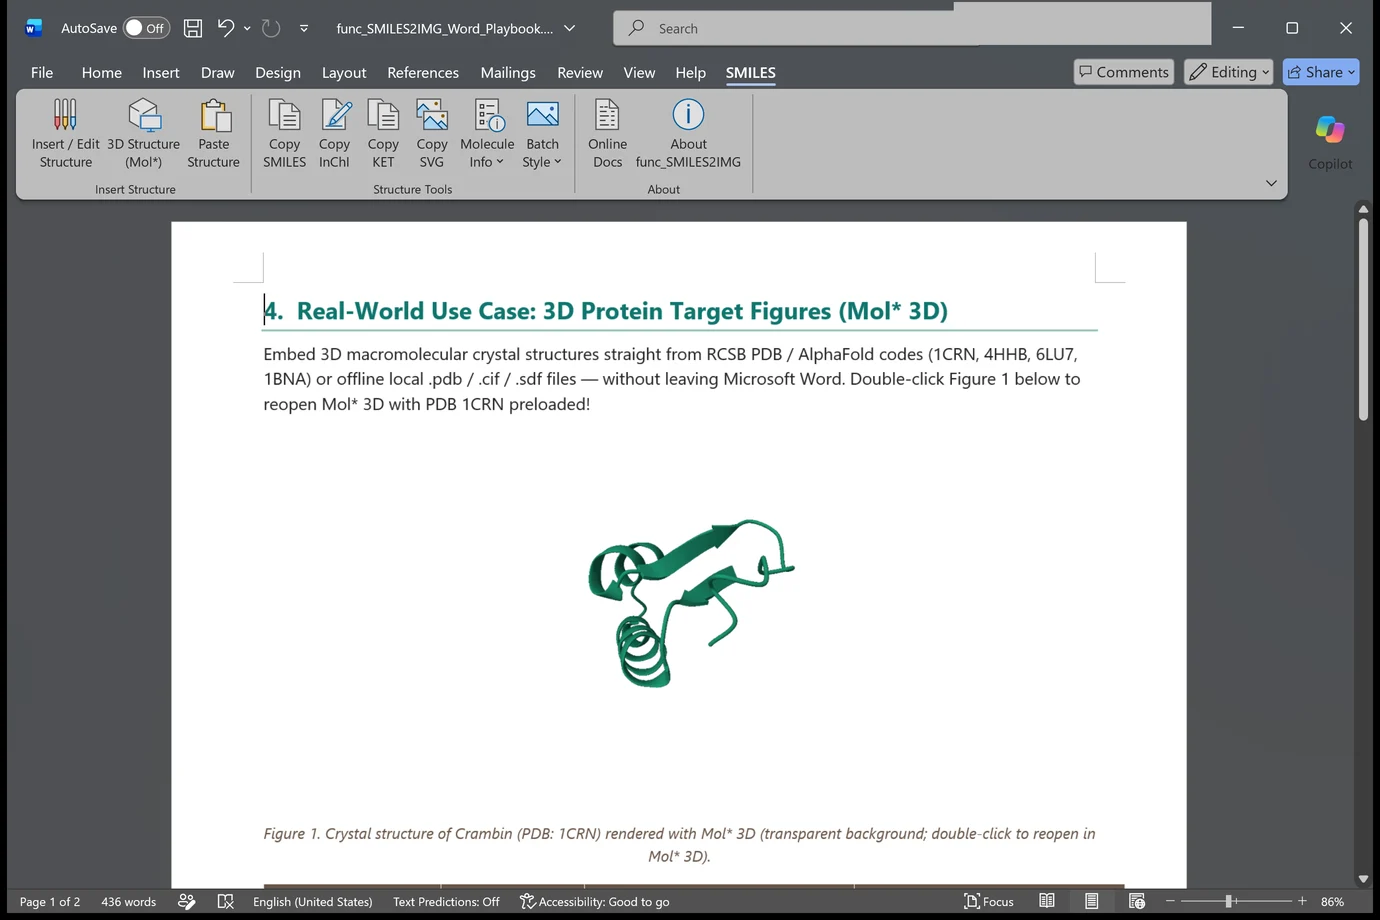 AutoSave Off func_SMILES2IMG_Word_Playbook.... Search
File Home Insert Draw Design Layout References Mailings Review View Help SMILES Comments Editing Share
Insert / Edit Structure
3D Structure (Mol*)
Paste Structure
Insert Structure
Copy SMILES
Copy InChI
Copy KET
Copy SVG
Molecule Info
Batch Style
Structure Tools
Online Docs
About func_SMILES2IMG
About
Copilot
4. Real-World Use Case: 3D Protein Target Figures (Mol* 3D)
Embed 3D macromolecular crystal structures straight from RCSB PDB / AlphaFold codes (1CRN, 4HHB, 6LU7,
1BNA) or offline local .pdb / .cif / .sdf files — without leaving Microsoft Word. Double-click Figure 1 below to
reopen Mol* 3D with PDB 1CRN preloaded!
Figure 1. Crystal structure of Crambin (PDB: 1CRN) rendered with Mol* 3D (transparent background; double-click to reopen in
Mol* 3D).
Page 1 of 2 436 words English (United States) Text Predictions: Off Accessibility: Good to go Focus 86%